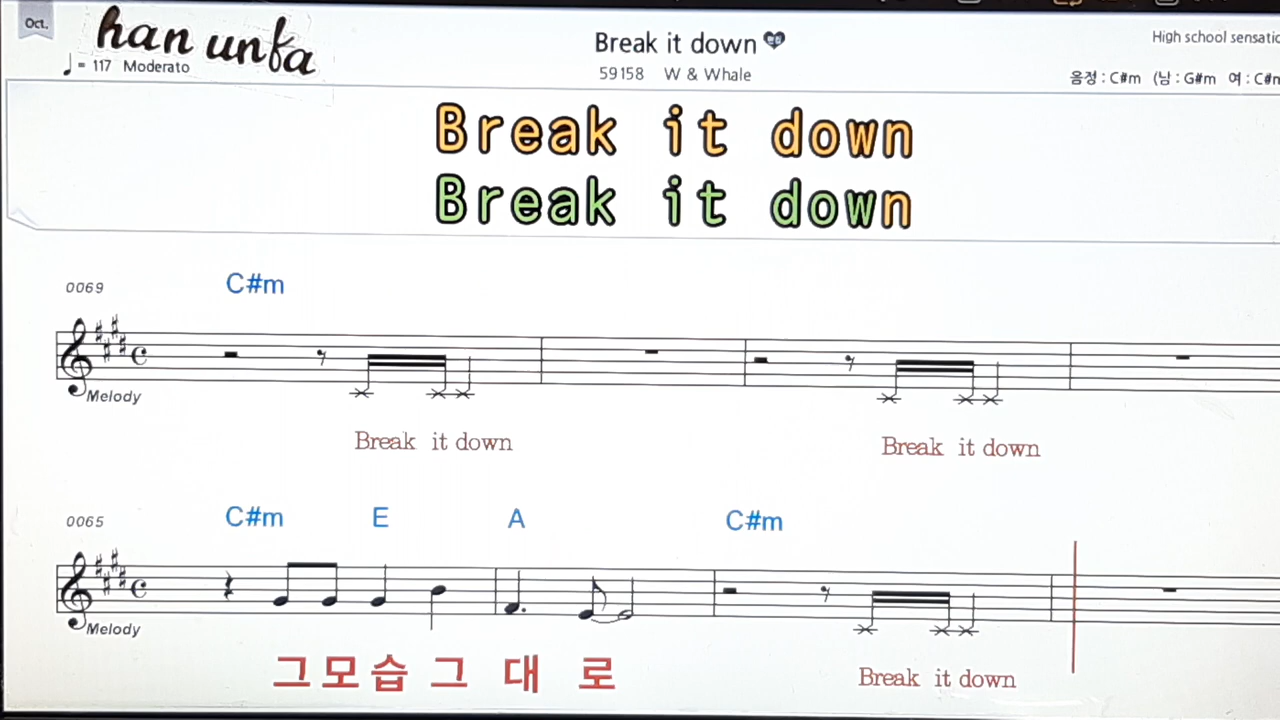 Oct.
han unfa
= 117 Moderato
Break it down
59158 W & Whale
High school sensatio
음정 : C#m (남 : G#m 여 : C#m
Break it down
Break it down
C#m
0069
Melody
Break it down Break it down
C#m E A C#m
0065
Melody
그모습 그 대 로 Break it down